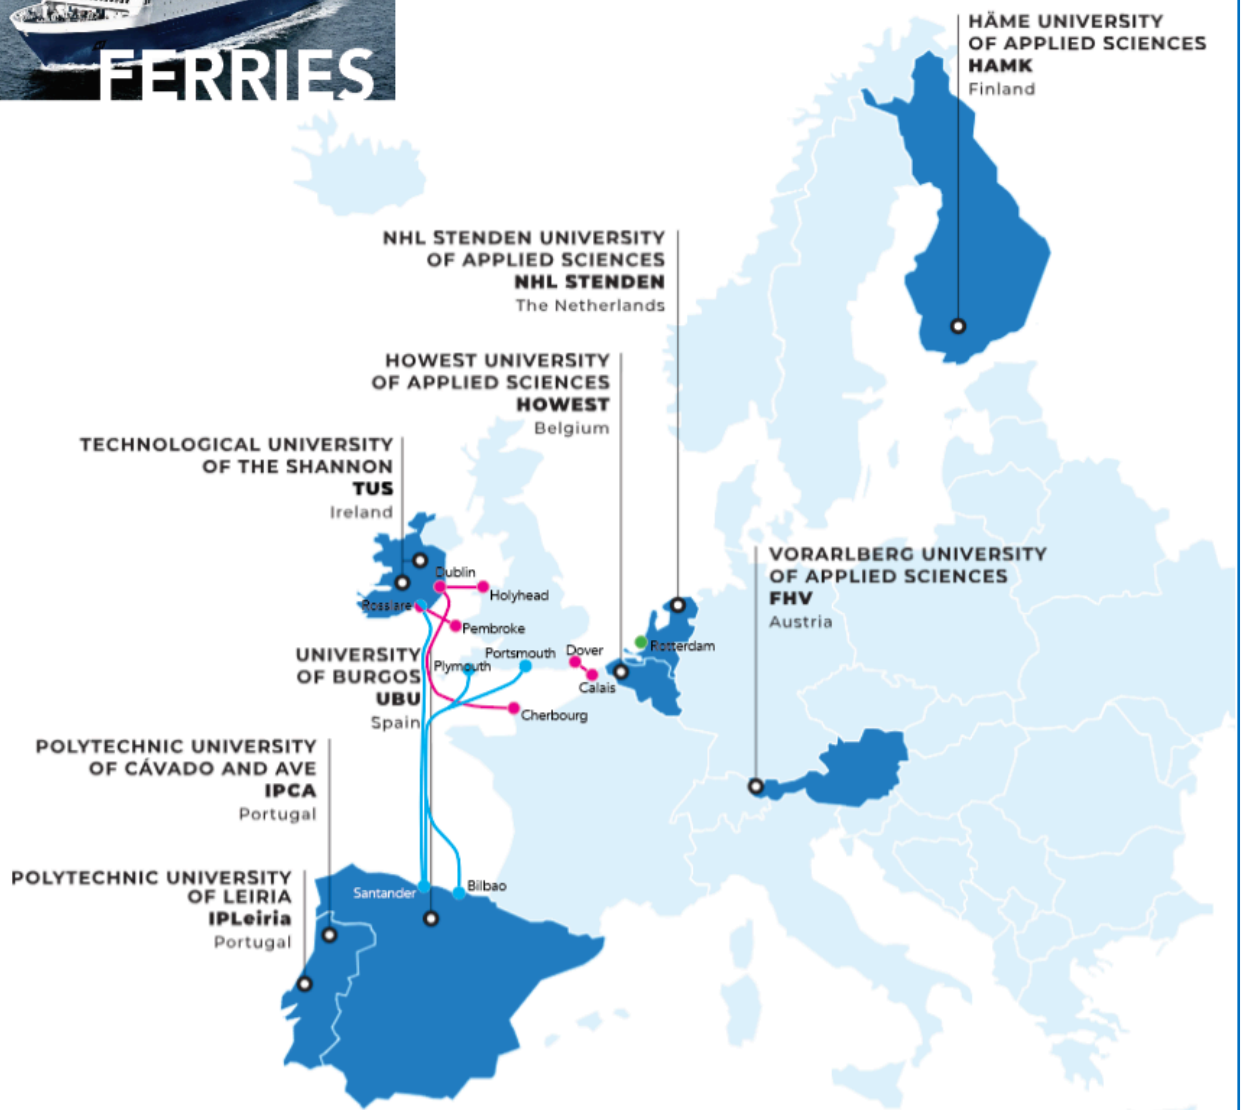 FERRIES
HÄME UNIVERSITY
OF APPLIED SCIENCES
HAMK
Finland
NHL STENDEN UNIVERSITY
OF APPLIED SCIENCES
NHL STENDEN
The Netherlands
HOWEST UNIVERSITY
OF APPLIED SCIENCES
HOWEST
Belgium
TECHNOLOGICAL UNIVERSITY
OF THE SHANNON
TUS
Ireland
VORARLBERG UNIVERSITY
OF APPLIED SCIENCES
FHV
Austria
Dublin
Holyhead
Rosslare
Pembroke
Rotterdam
Dover
Portsmouth
Plymouth
Calais
Cherbourg
UNIVERSITY
OF BURGOS
UBU
Spain
POLYTECHNIC UNIVERSITY
OF CÁVADO AND AVE
IPCA
Portugal
POLYTECHNIC UNIVERSITY
OF LEIRIA
IPLeiria
Portugal
Santander
Bilbao